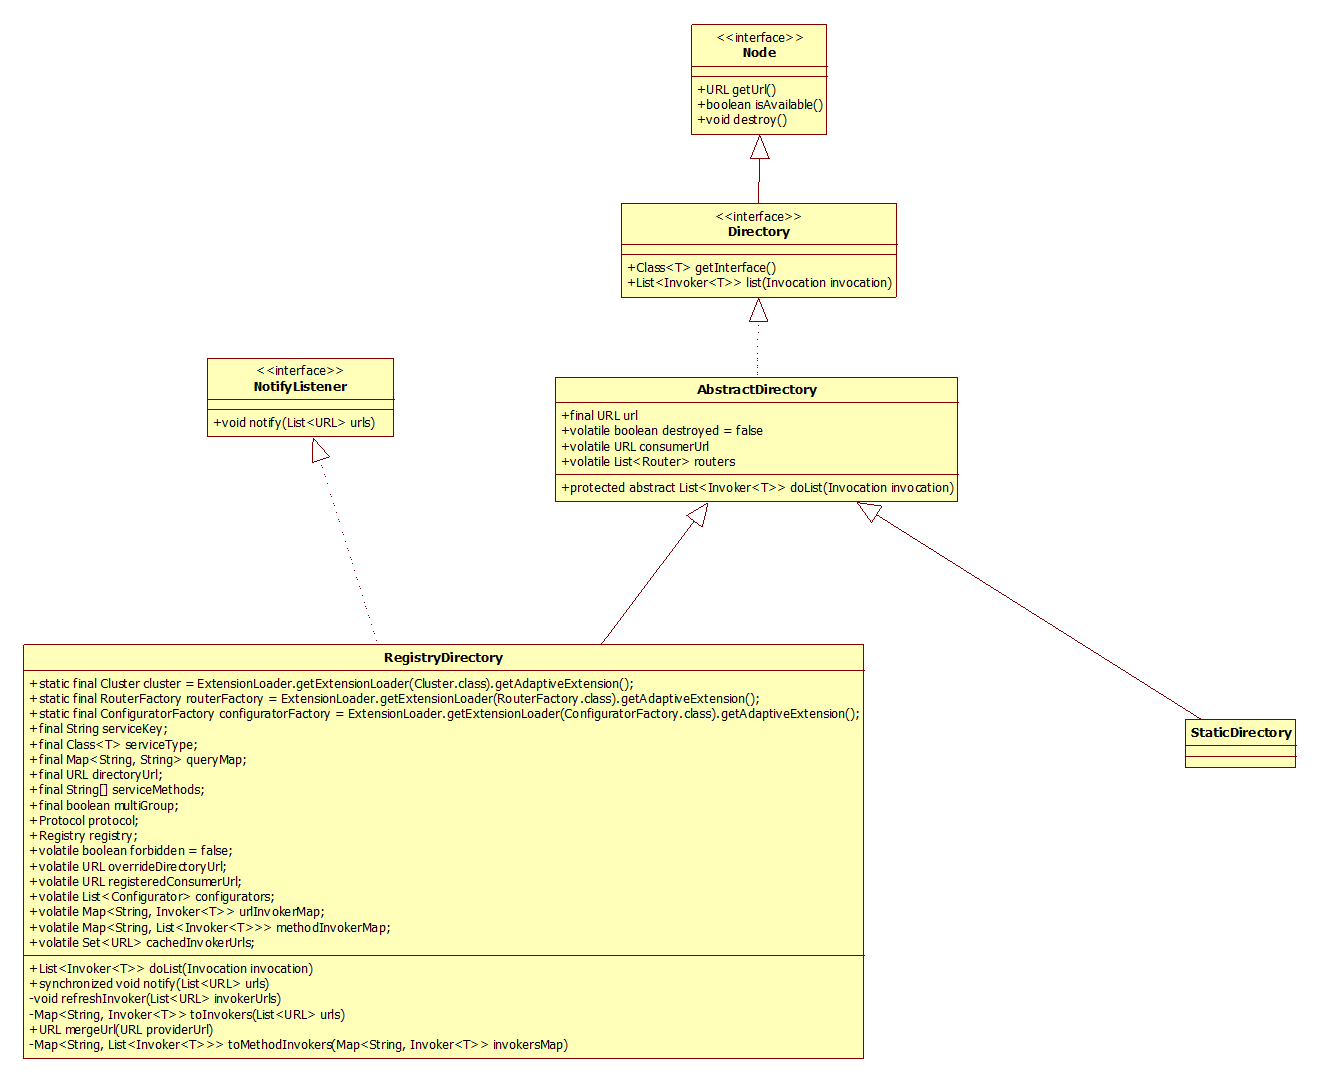 <<interface>>
Node
+URL getUrl()
+boolean isAvailable()
+void destroy()
<<interface>>
Directory
+Class<T> getInterface()
+List<Invoker<T>> list(Invocation invocation)
<<interface>>
NotifyListener
+void notify(List<URL> urls)
AbstractDirectory
+final URL url
+volatile boolean destroyed = false
+volatile URL consumerUrl
+volatile List<Router> routers
+protected abstract List<Invoker<T>> doList(Invocation invocation)
RegistryDirectory
+static final Cluster cluster = ExtensionLoader.getExtensionLoader(Cluster.class).getAdaptiveExtension();
+static final RouterFactory routerFactory = ExtensionLoader.getExtensionLoader(RouterFactory.class).getAdaptiveExtension();
+static final ConfiguratorFactory configuratorFactory = ExtensionLoader.getExtensionLoader(ConfiguratorFactory.class).getAdaptiveExtension();
+final String serviceKey;
+final Class<T> serviceType;
+final Map<String, String> queryMap;
+final URL directoryUrl;
+final String[] serviceMethods;
+final boolean multiGroup;
+Protocol protocol;
+Registry registry;
+volatile boolean forbidden = false;
+volatile URL overrideDirectoryUrl;
+volatile URL registeredConsumerUrl;
+volatile List<Configurator> configurators;
+volatile Map<String, Invoker<T>> urlInvokerMap;
+volatile Map<String, List<Invoker<T>>> methodInvokerMap;
+volatile Set<URL> cachedInvokerUrls;
+List<Invoker<T>> doList(Invocation invocation)
+synchronized void notify(List<URL> urls)
-void refreshInvoker(List<URL> invokerUrls)
-Map<String, Invoker<T>> toInvokers(List<URL> urls)
+URL mergeUrl(URL providerUrl)
-Map<String, List<Invoker<T>>> toMethodInvokers(Map<String, Invoker<T>> invokersMap)
StaticDirectory